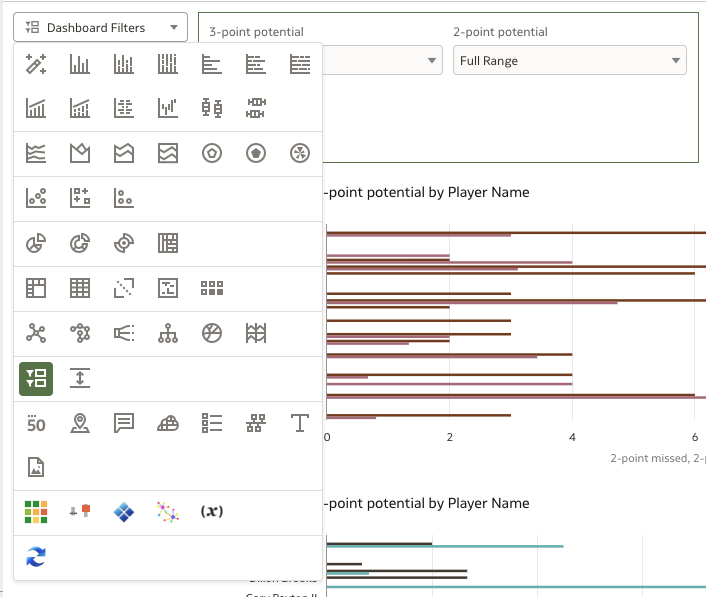 Dashboard Filters
3-point potential
2-point potential
Full Range
-point potential by Player Name
0 2 4 6
2-point missed, 2-p
-point potential by Player Name
50
T
(x)